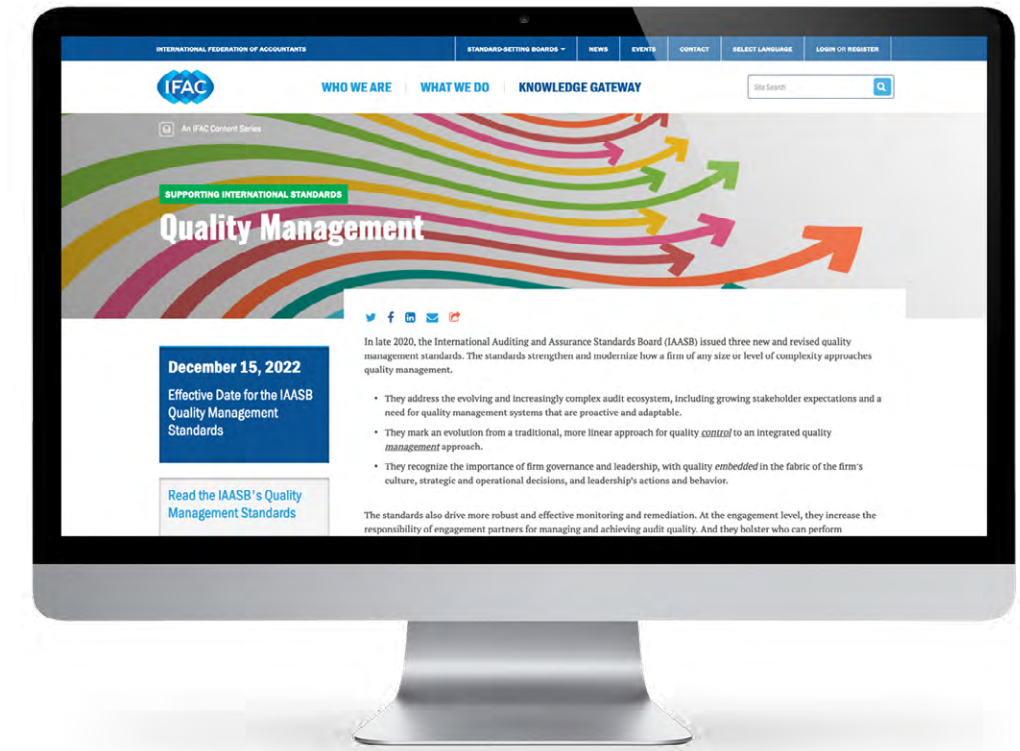 INTERNATIONAL FEDERATION OF ACCOUNTANTS
STANDARD-SETTING BOARDS
NEWS
EVENTS
CONTACT
SELECT LANGUAGE
LOGIN OR REGISTER
IFAC
WHO WE ARE
WHAT WE DO
KNOWLEDGE GATEWAY
Site Search
An IFAC Content Series
SUPPORTING INTERNATIONAL STANDARDS
Quality Management
December 15, 2022
Effective Date for the IAASB
Quality Management
Standards
Read the IAASB's Quality
Management Standards
In late 2020, the International Auditing and Assurance Standards Board (IAASB) issued three new and revised quality
management standards. The standards strengthen and modernize how a firm of any size or level of complexity approaches
quality management.
• They address the evolving and increasingly complex audit ecosystem, including growing stakeholder expectations and a
need for quality management systems that are proactive and adaptable.
• They mark an evolution from a traditional, more linear approach for quality control to an integrated quality
management approach.
• They recognize the importance of firm governance and leadership, with quality embedded in the fabric of the firm's
culture, strategic and operational decisions, and leadership's actions and behavior.
The standards also drive more robust and effective monitoring and remediation. At the engagement level, they increase the
responsibility of engagement partners for managing and achieving audit quality. And they bolster who can perform